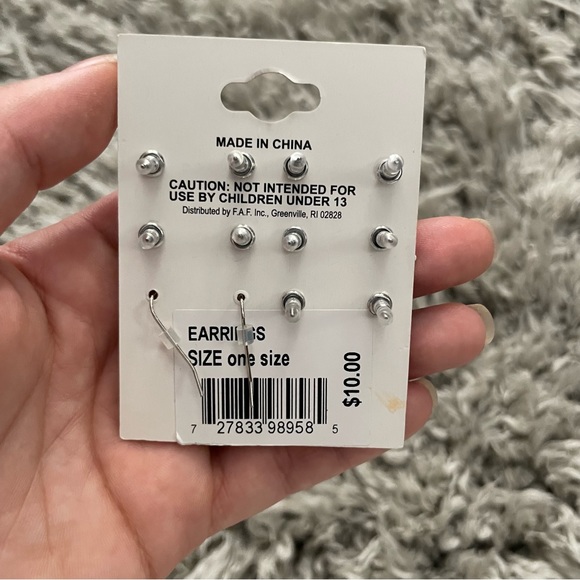 MADE IN CHINA
CAUTION: NOT INTENDED FOR
USE BY CHILDREN UNDER 13
Distributed by F.A.F. Inc., Greenville, RI 02828
EARRINGS
SIZE one size
$10.00
7 27833 98958 5